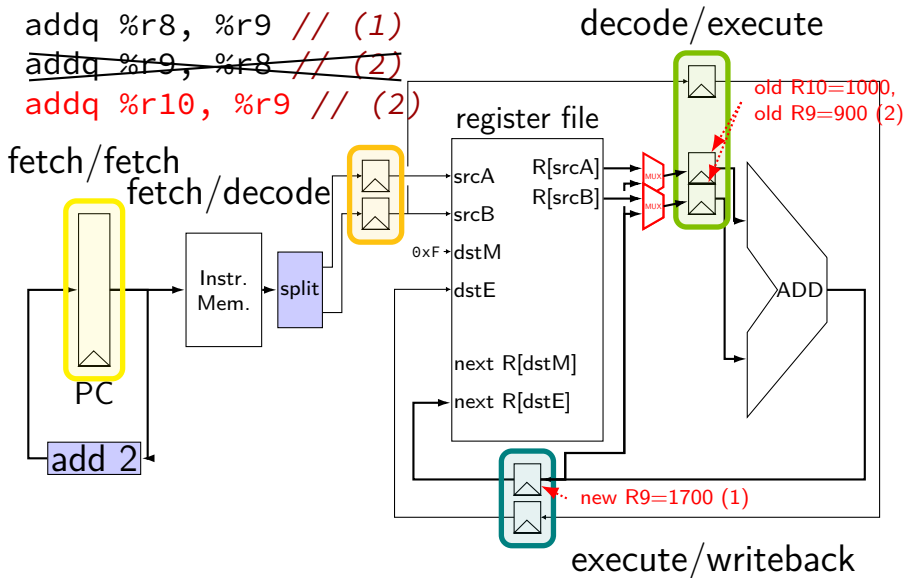 addq %r8, %r9 // (1)
addq %r9, %r8 // (2)
addq %r10, %r9 // (2)
decode/execute
old R10=1000,
old R9=900 (2)
register file
fetch/fetch
fetch/decode
srcA
srcB
0xF
dstM
dstE
next R[dstM]
next R[dstE]
R[srcA]
R[srcB]
MUX
MUX
Instr.
Mem.
split
ADD
PC
add 2
new R9=1700 (1)
execute/writeback